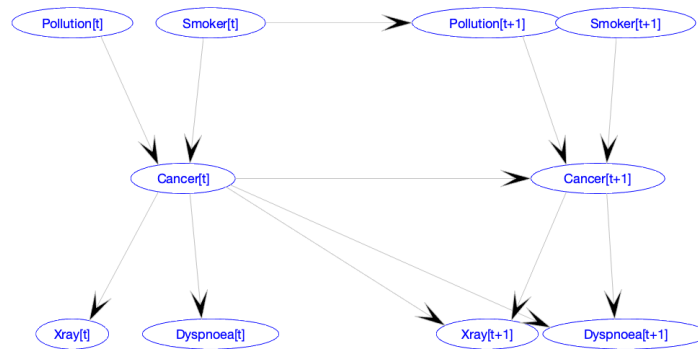 Pollution[t]
Smoker[t]
Pollution[t+1]
Smoker[t+1]
Cancer[t]
Cancer[t+1]
Xray[t]
Dyspnoea[t]
Xray[t+1]
Dyspnoea[t+1]